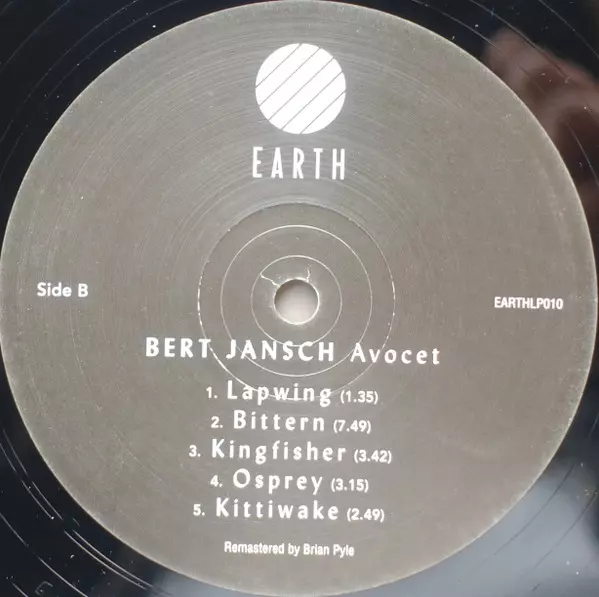 EARTH
Side B
EARTHLP010
BERT JANSCH Avocet
1. Lapwing (1.35)
2. Bittern (7.49)
3. Kingfisher (3.42)
4. Osprey (3.15)
5. Kittiwake (2.49)
Remastered by Brian Pyle